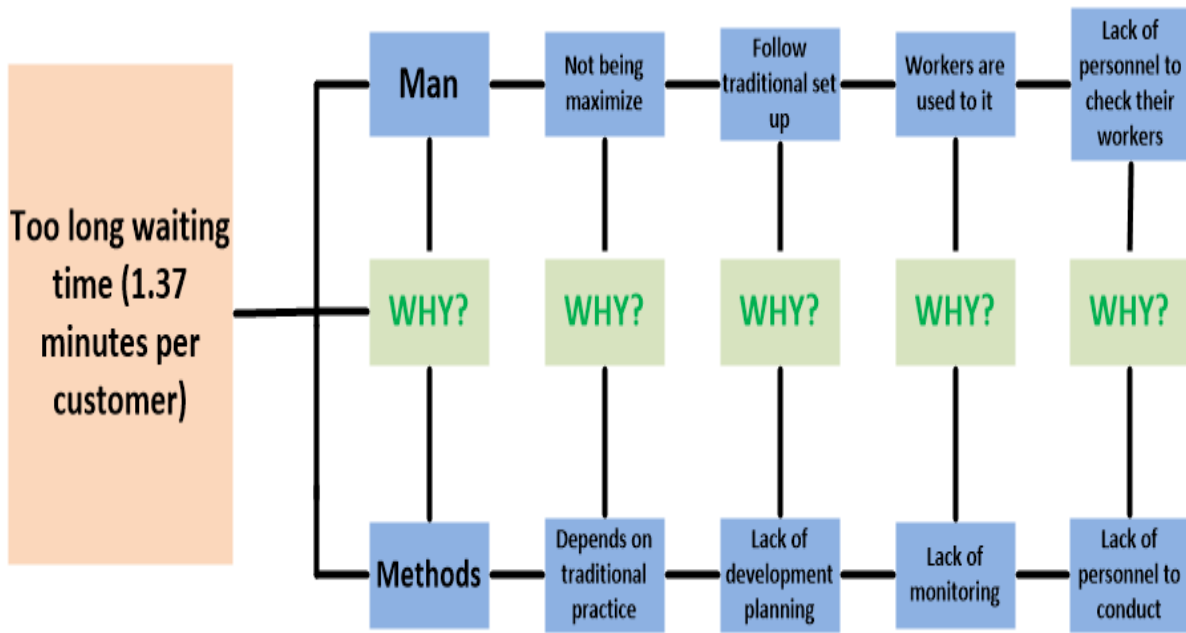 Too long waiting
time (1.37
minutes per
customer)
Man
Not being
maximize
Follow
traditional set
up
Workers are
used to it
Lack of
personnel to
check their
workers
WHY?
WHY?
WHY?
WHY?
WHY?
Methods
Depends on
traditional
practice
Lack of
development
planning
Lack of
monitoring
Lack of
personnel to
conduct